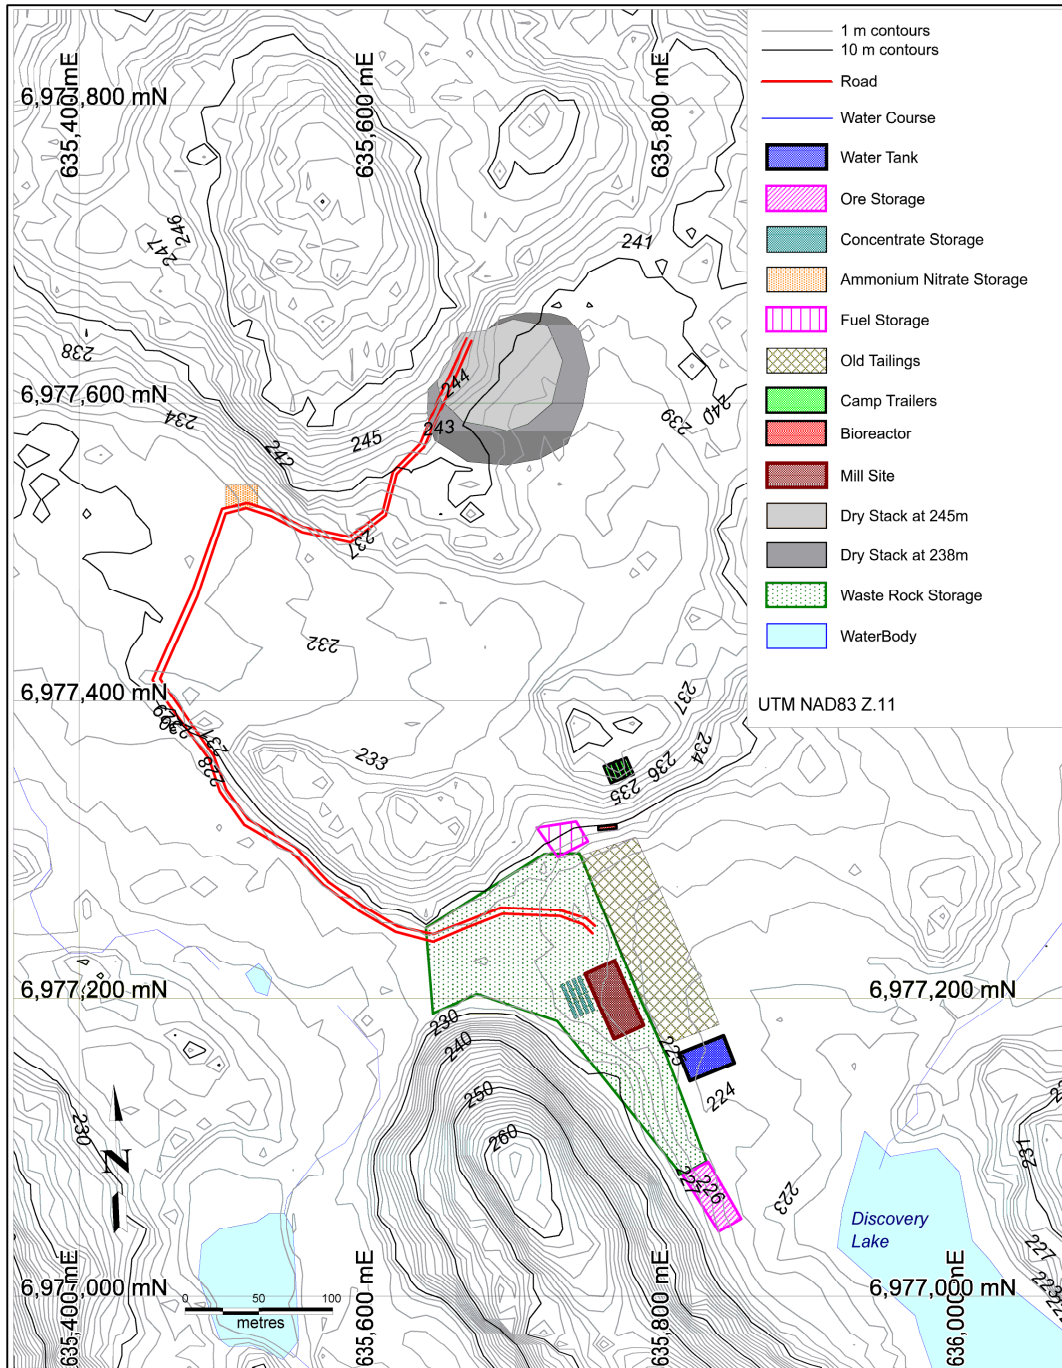 635,400 mE
635,600 mE
635,800 mE
6,977,800 mN
1 m contours
10 m contours
Road
Water Course
Water Tank
Ore Storage
Concentrate Storage
Ammonium Nitrate Storage
Fuel Storage
Old Tailings
Camp Trailers
Bioreactor
Mill Site
Dry Stack at 245m
Dry Stack at 238m
Waste Rock Storage
WaterBody
UTM NAD83 Z.11
246
247
241
238
244
6,977,600 mN
234
243
239
240
245
242
237
232
6,977,400 mN
237
229
231
228
233
234
236
235
6,977,200 mN
6,977,200 mN
230
240
225
250
224
230
260
231
N
227
226
223
Discovery
Lake
227
6,977,000 mN
6,977,000 mN
0 50 100
metres
635,400 mE
635,600 mE
635,800 mE
636,000 mE